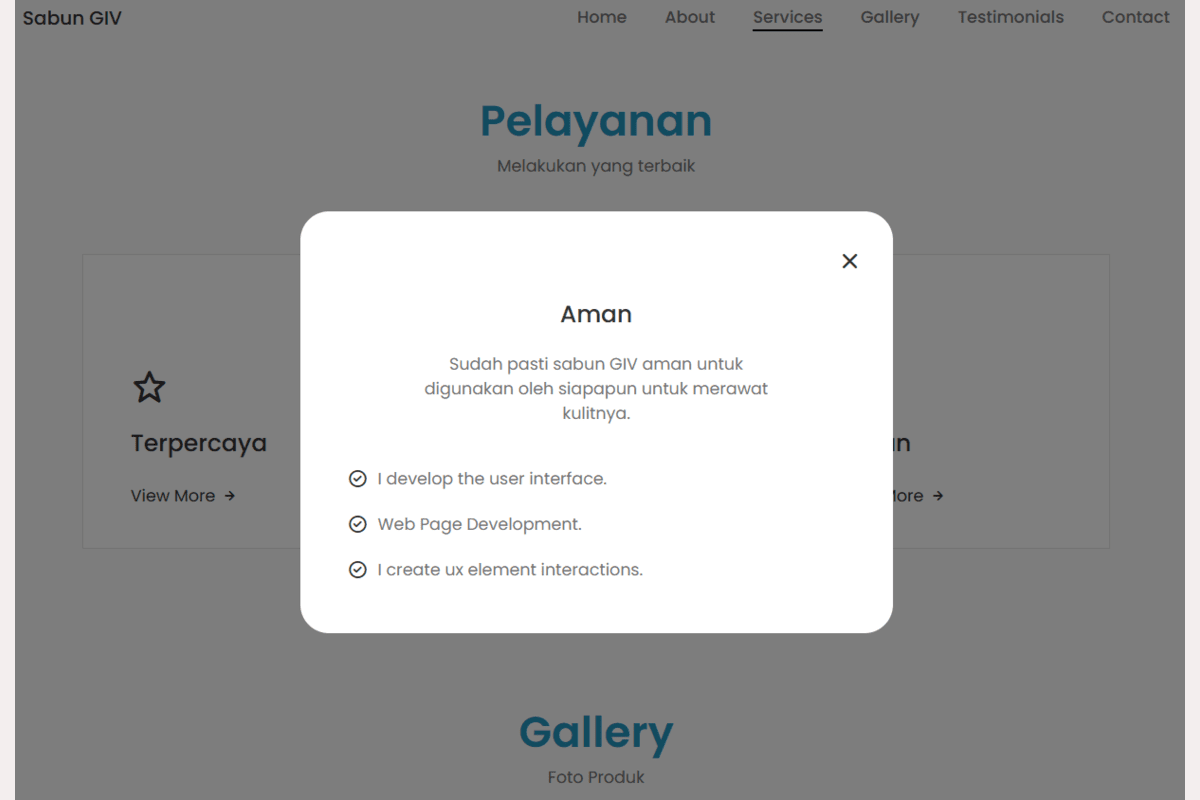 Sabun GIV
Home About Services Gallery Testimonials Contact
Pelayanan
Melakukan yang terbaik
Aman
Sudah pasti sabun GIV aman untuk
digunakan oleh siapapun untuk merawat
kulitnya.
I develop the user interface.
Web Page Development.
I create ux element interactions.
Terpercaya
View More
Gallery
Foto Produk